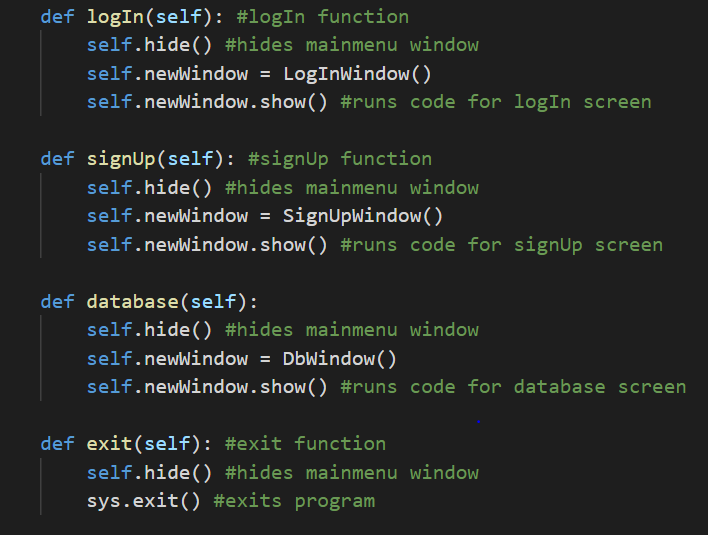 def logIn(self): #logIn function
    self.hide() #hides mainmenu window
    self.newWindow = LogInWindow()
    self.newWindow.show() #runs code for logIn screen

def signUp(self): #signUp function
    self.hide() #hides mainmenu window
    self.newWindow = SignUpWindow()
    self.newWindow.show() #runs code for signUp screen

def database(self):
    self.hide() #hides mainmenu window
    self.newWindow = DbWindow()
    self.newWindow.show() #runs code for database screen

def exit(self): #exit function
    self.hide() #hides mainmenu window
    sys.exit() #exits program